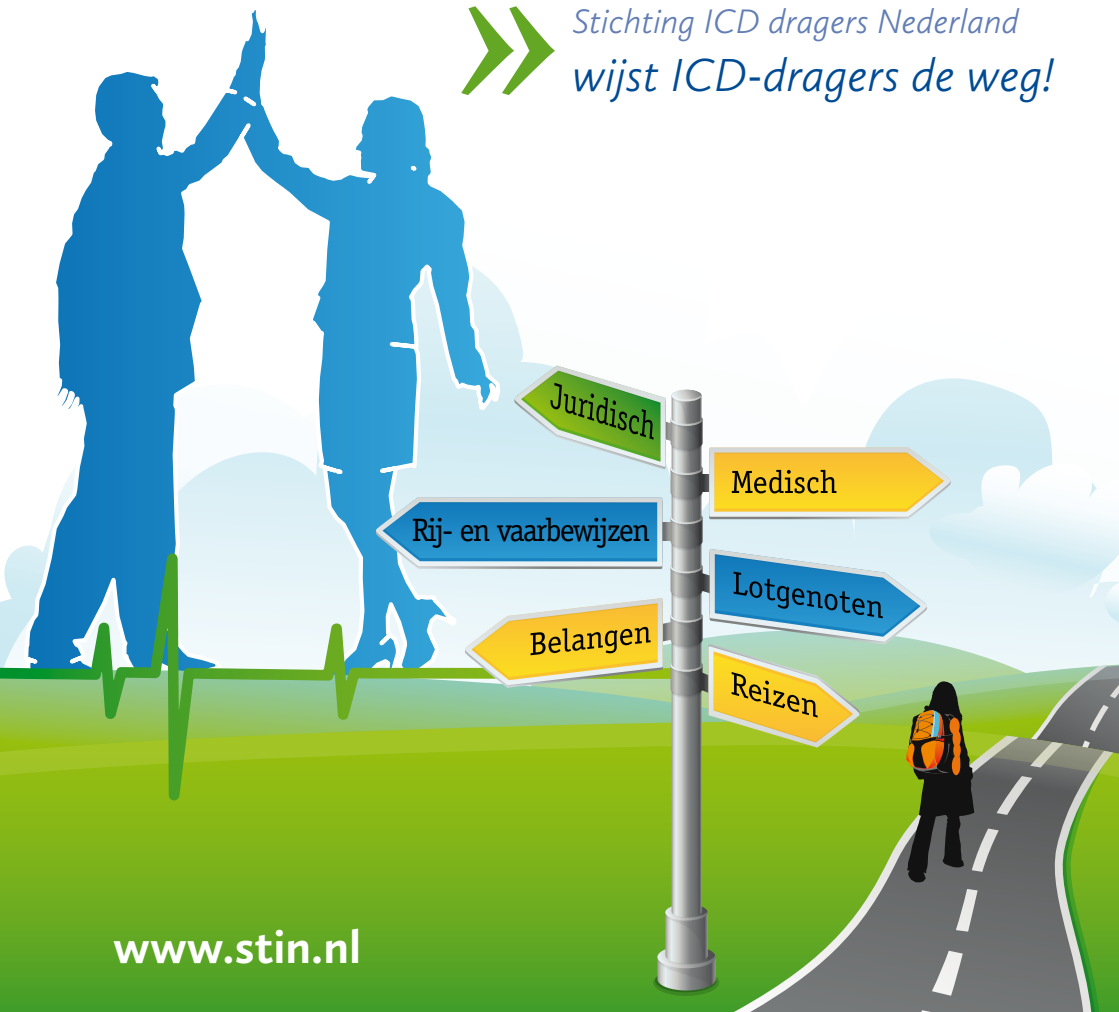 Stichting ICD dragers Nederland
wijst ICD-dragers de weg!
Juridisch
Medisch
Rij- en vaarbewijzen
Lotgenoten
Belangen
Reizen
www.stin.nl